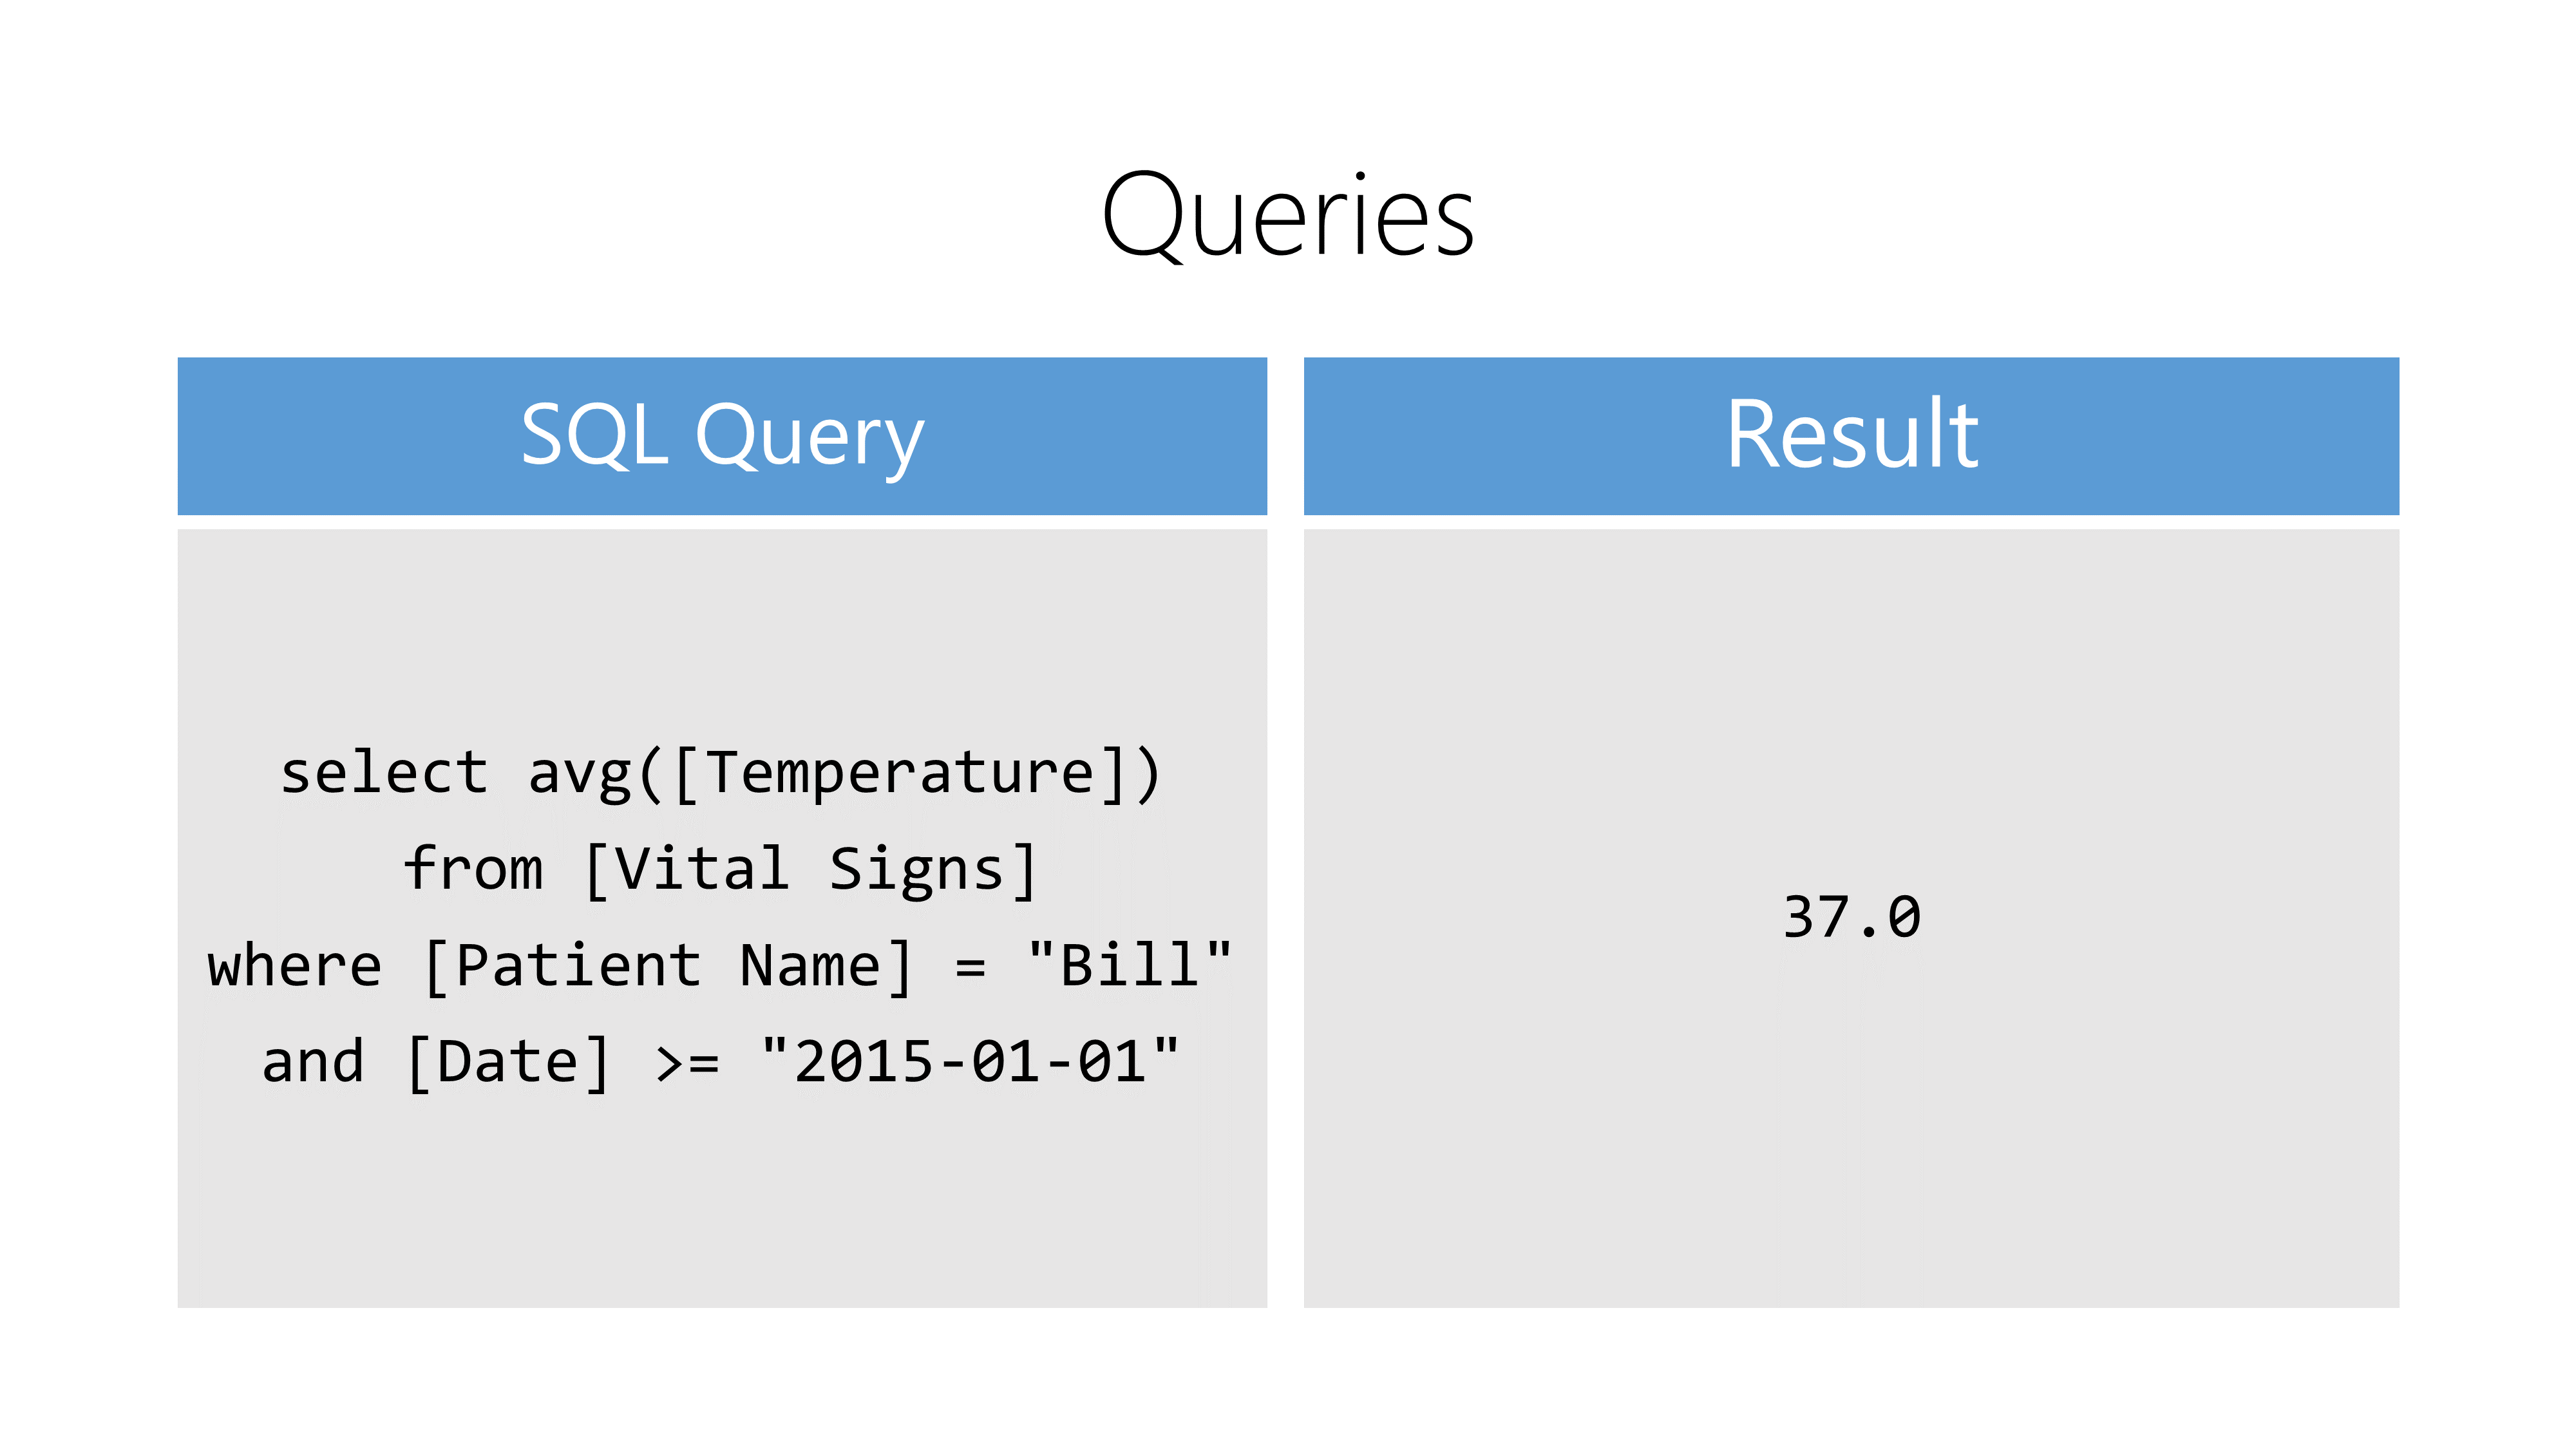 Queries
SQL Query
Result
select avg([Temperature])
from [Vital Signs]
where [Patient Name] = "Bill"
and [Date] >= "2015-01-01"
37.0